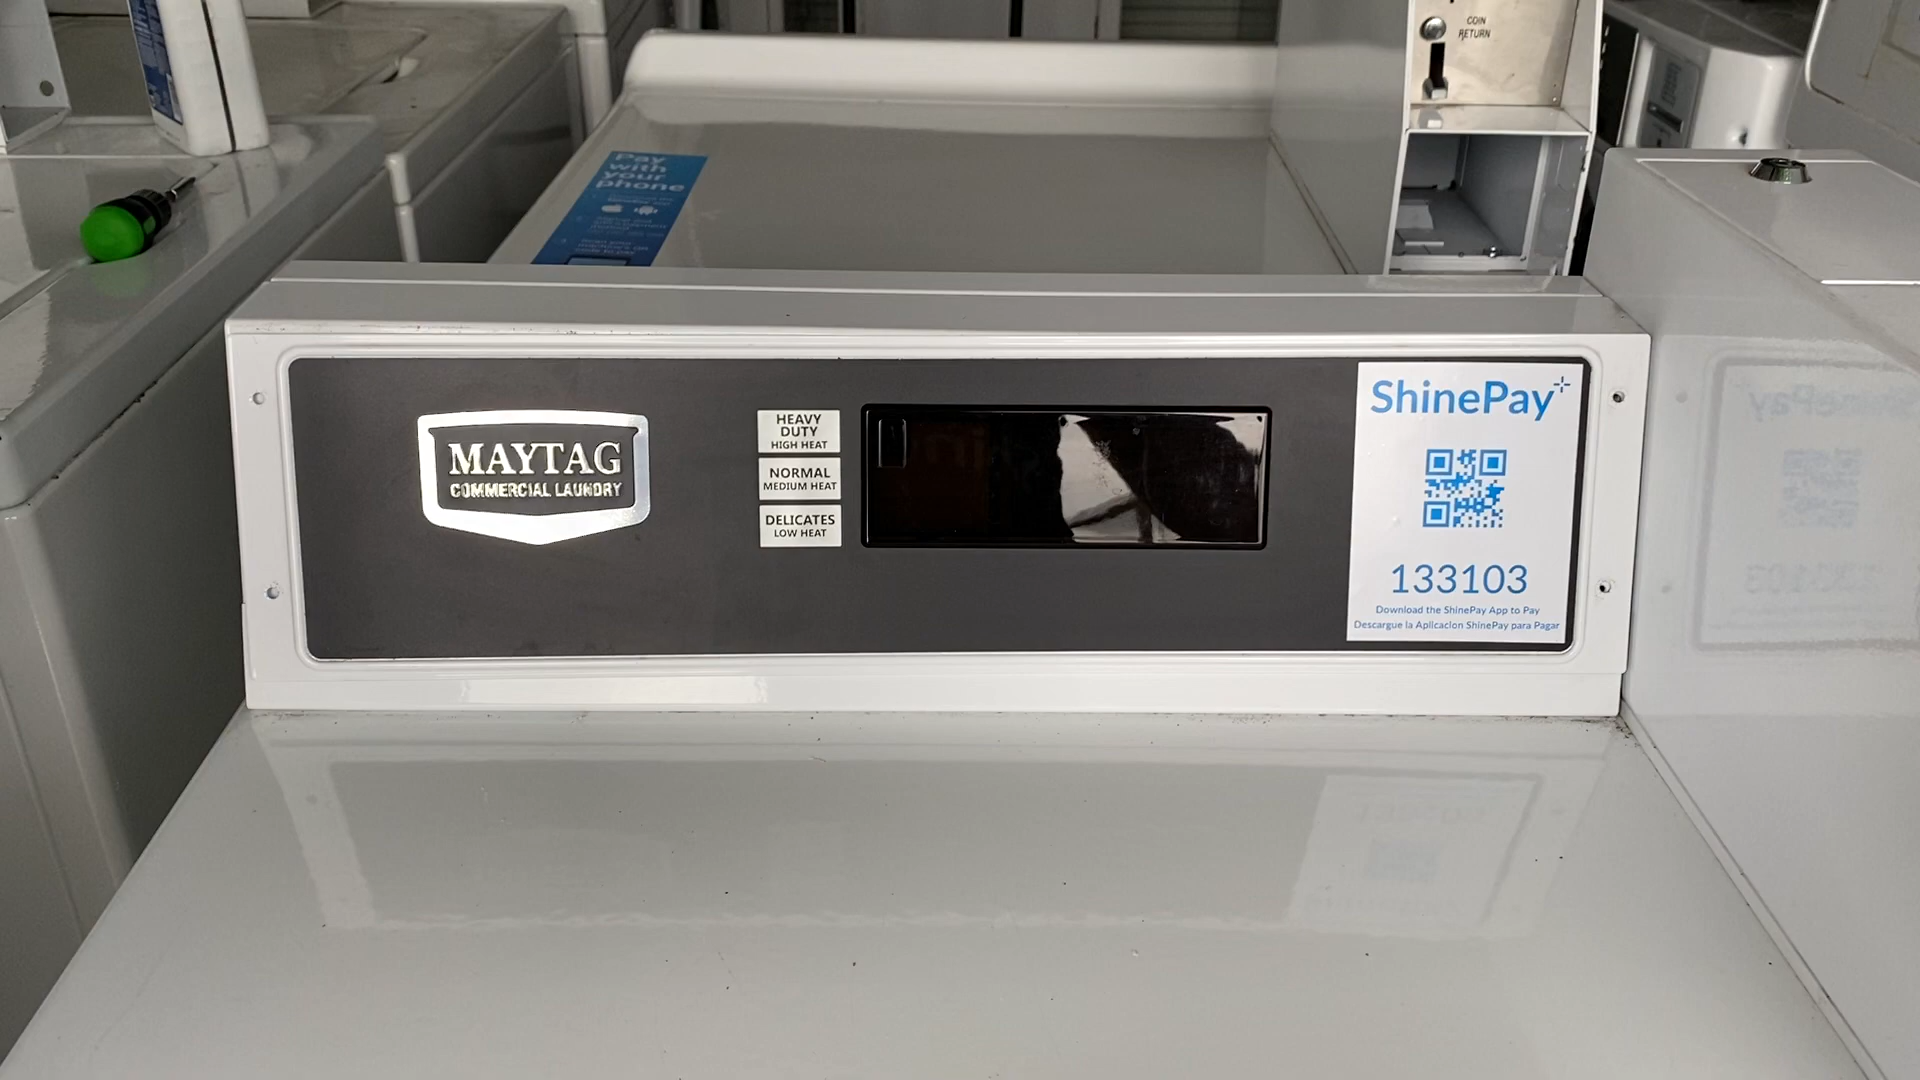 COIN
RETURN
Pay
with
your
phone
MAYTAG
COMMERCIAL LAUNDRY
HEAVY
DUTY
HIGH HEAT
NORMAL
MEDIUM HEAT
DELICATES
LOW HEAT
ShinePay
133103
Download the ShinePay App to Pay
Descargue la Aplicacion ShinePay para Pagar